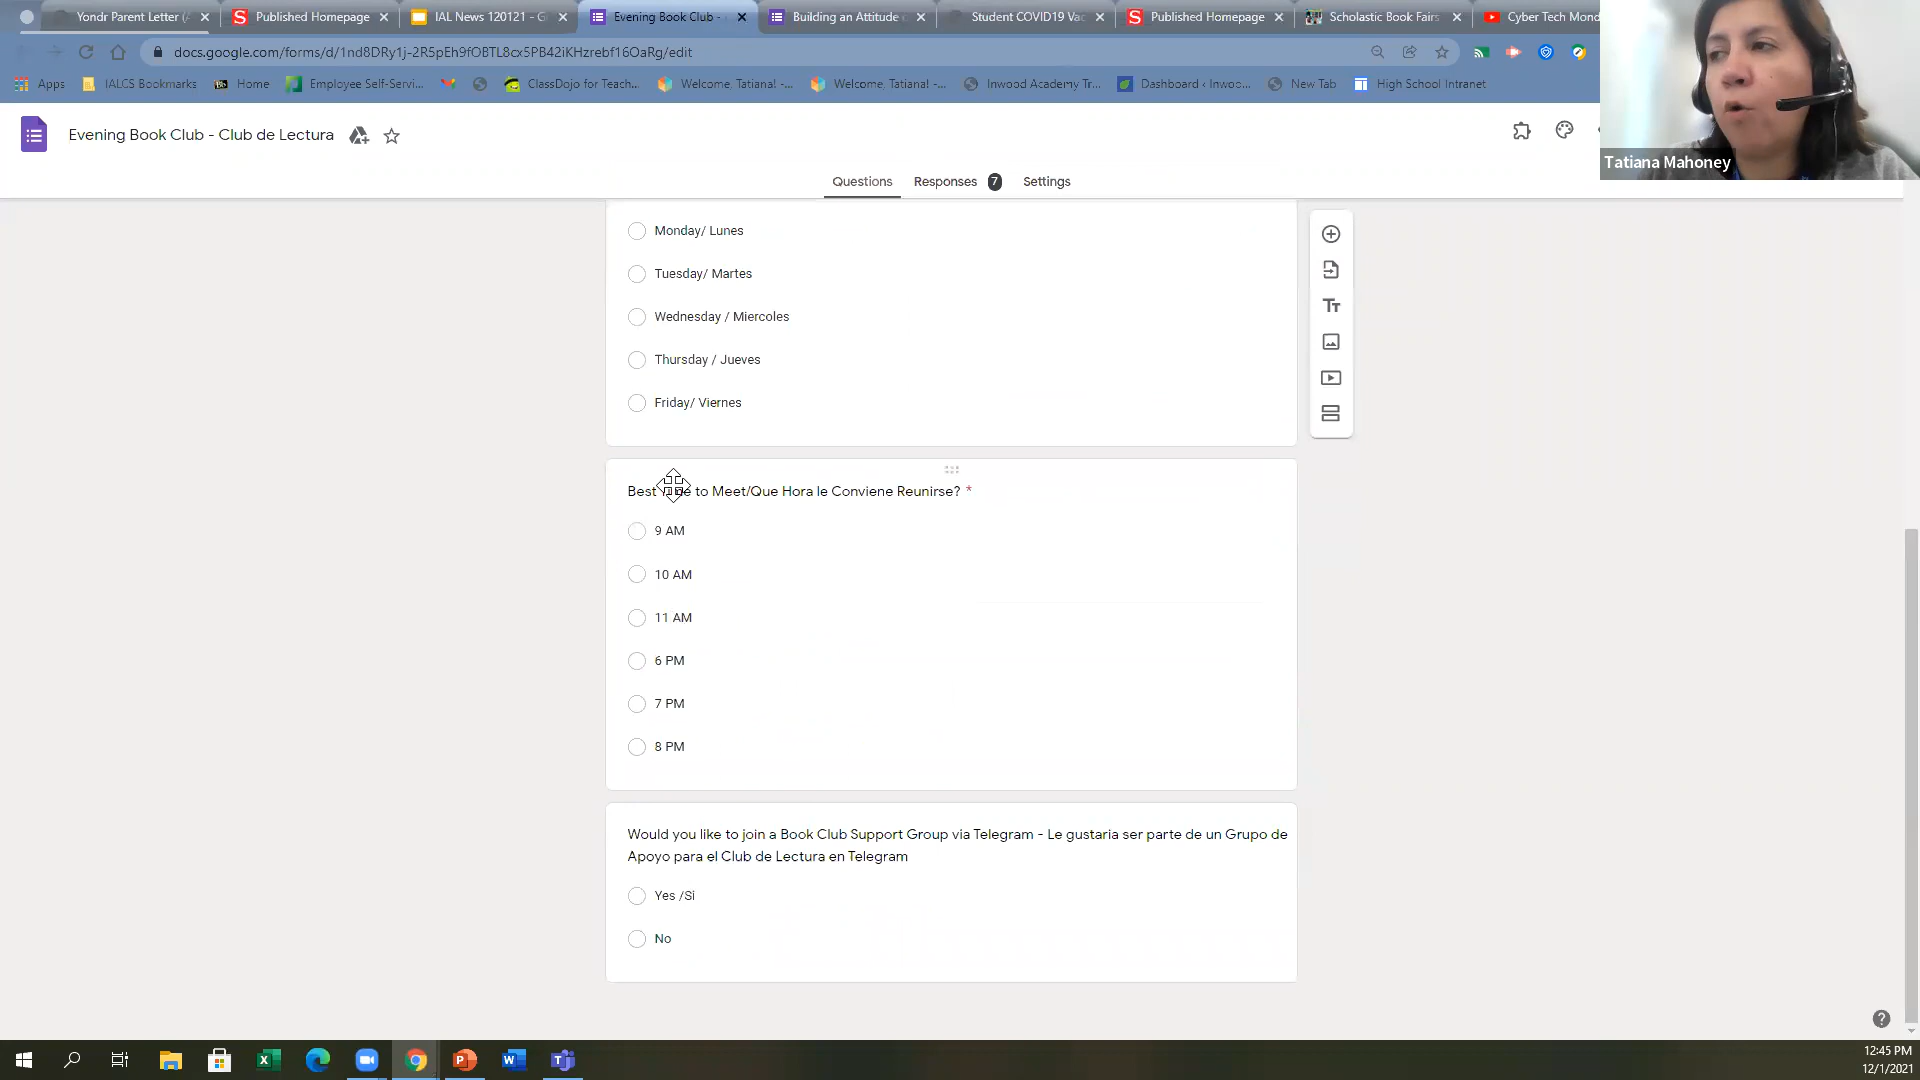 Yondr Parent Letter (
Published Homepage
IAL News 120121 - G
Evening Book Club -
Building an Attitude
Student COVID19 Vac
Published Homepage
Scholastic Book Fairs
Cyber Tech Mond
docs.google.com/forms/d/1nd8DRy1j-2R5pEh9fOBTL8cx5PB42iKHzrebf16OaRg/edit
Apps
IALCS Bookmarks
Home
Employee Self-Servi...
ClassDojo for Teach...
Welcome, Tatiana! -...
Welcome, Tatiana! -...
Inwood Academy Tr...
Dashboard ‹ Inwoo...
New Tab
High School Intranet
Evening Book Club - Club de Lectura
Tatiana Mahoney
Questions Responses 7 Settings
Monday/ Lunes
Tuesday/ Martes
Wednesday / Miercoles
Thursday / Jueves
Friday/ Viernes
Best to Meet/Que Hora le Conviene Reunirse? *
9 AM
10 AM
11 AM
6 PM
7 PM
8 PM
Would you like to join a Book Club Support Group via Telegram - Le gustaria ser parte de un Grupo de
Apoyo para el Club de Lectura en Telegram
Yes /Si
No
12:45 PM
12/1/2021